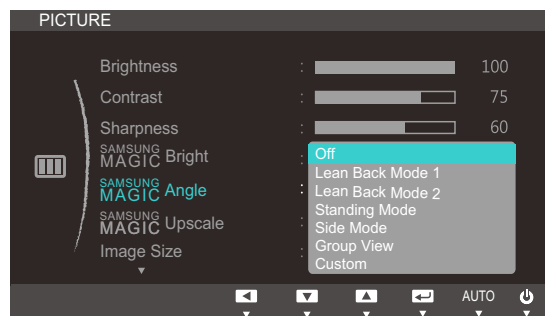 PICTURE
Brightness : 100
Contrast : 75
Sharpness : 60
SAMSUNG MAGIC Bright :
SAMSUNG MAGIC Angle :
SAMSUNG MAGIC Upscale :
Image Size :
Off
Lean Back Mode 1
Lean Back Mode 2
Standing Mode
Side Mode
Group View
Custom
AUTO